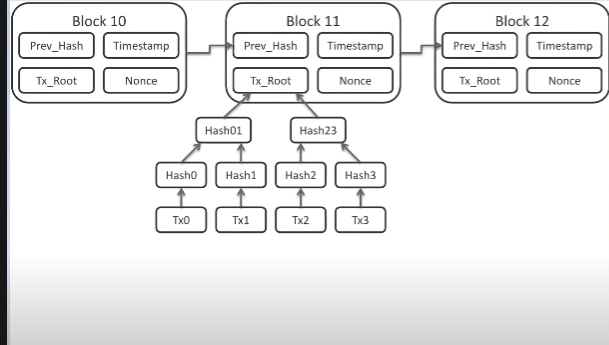 Block 10
Block 11
Block 12
Prev_Hash
Timestamp
Prev_Hash
Timestamp
Prev_Hash
Timestamp
Tx_Root
Nonce
Tx_Root
Nonce
Tx_Root
Nonce
Hash01
Hash23
Hash0
Hash1
Hash2
Hash3
Tx0
Tx1
Tx2
Tx3